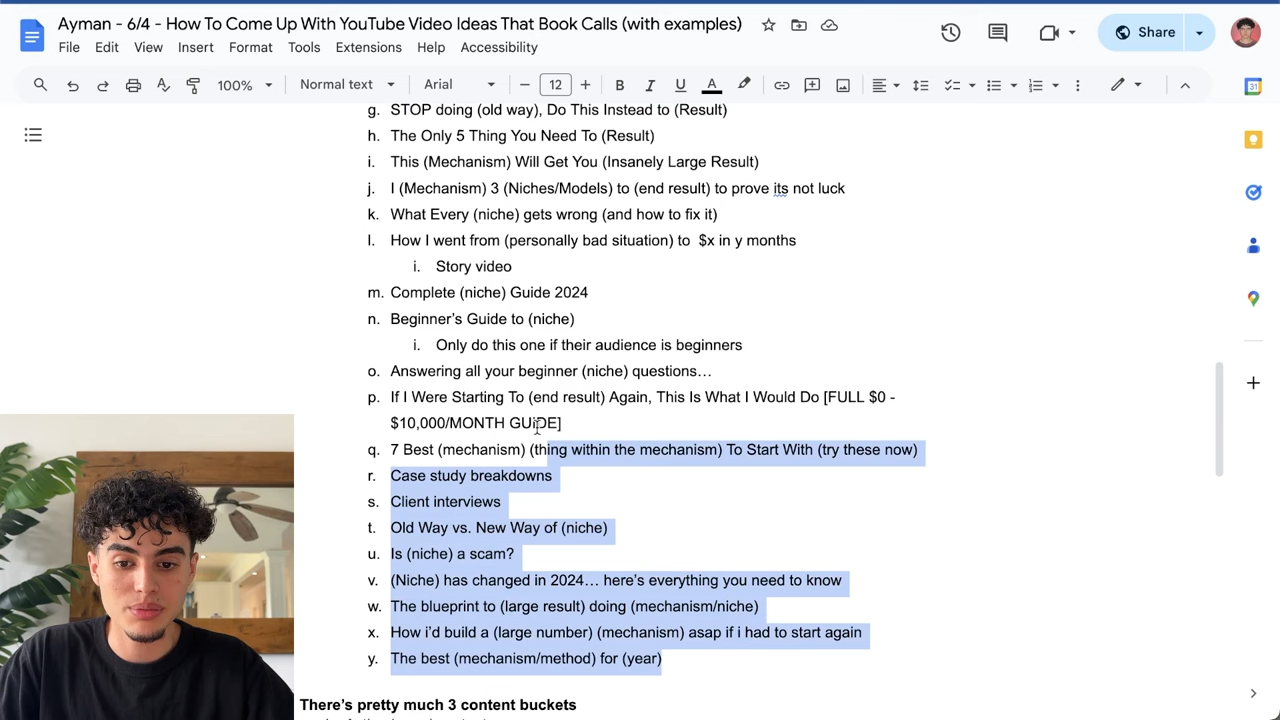 Ayman - 6/4 - How To Come Up With YouTube Video Ideas That Book Calls (with examples)
File Edit View Insert Format Tools Extensions Help Accessibility
Share
100% Normal text Arial 12 B I U A
31
g. STOP doing (old way), Do This Instead to (Result)
h. The Only 5 Thing You Need To (Result)
i. This (Mechanism) Will Get You (Insanely Large Result)
j. I (Mechanism) 3 (Niches/Models) to (end result) to prove its not luck
k. What Every (niche) gets wrong (and how to fix it)
l. How I went from (personally bad situation) to $x in y months
i. Story video
m. Complete (niche) Guide 2024
n. Beginner’s Guide to (niche)
i. Only do this one if their audience is beginners
o. Answering all your beginner (niche) questions…
p. If I Were Starting To (end result) Again, This Is What I Would Do [FULL $0 -
$10,000/MONTH GUIDE]
q. 7 Best (mechanism) (thing within the mechanism) To Start With (try these now)
r. Case study breakdowns
s. Client interviews
t. Old Way vs. New Way of (niche)
u. Is (niche) a scam?
v. (Niche) has changed in 2024… here’s everything you need to know
w. The blueprint to (large result) doing (mechanism/niche)
x. How i’d build a (large number) (mechanism) asap if i had to start again
y. The best (mechanism/method) for (year)
There’s pretty much 3 content buckets